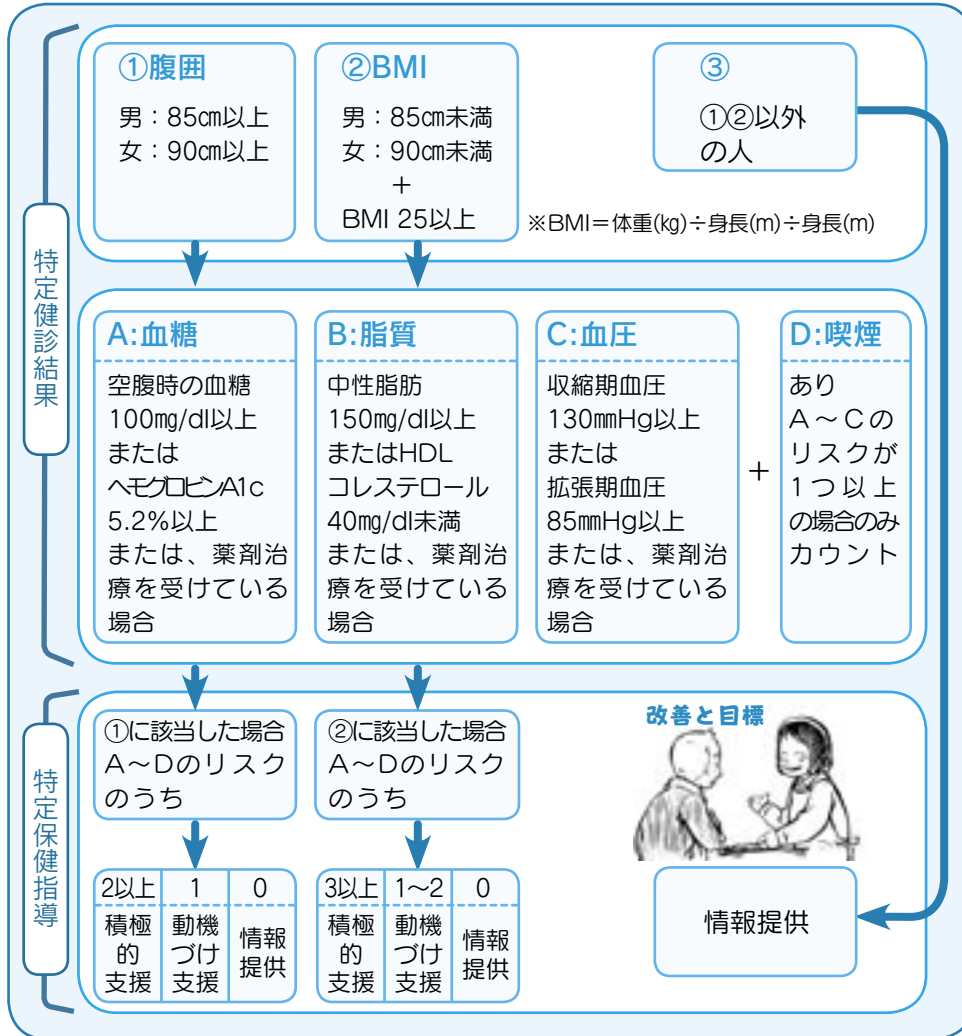 特定健診結果
①腹囲
男：85㎝以上
女：90㎝以上
②BMI
男：85㎝未満
女：90㎝未満
＋
BMI 25以上
③
①②以外
の人
※BMI＝体重(㎏)÷身長(m)÷身長(m)
A:血糖
空腹時の血糖
100㎎/dl以上
または
ヘモグロビンA1c
5.2%以上
または、薬剤治
療を受けている
場合
B:脂質
中性脂肪
150㎎/dl以上
またはHDL
コレステロール
40㎎/dl未満
または、薬剤治
療を受けている
場合
C:血圧
収縮期血圧
130mmHg以上
または
拡張期血圧
85mmHg以上
または、薬剤治
療を受けている
場合
＋
D:喫煙
あり
A～Cの
リスクが
1つ以上
の場合のみ
カウント
特定保健指導
①に該当した場合
A～Dのリスク
のうち
2以上 1 0
積極的支援 動機づけ支援 情報提供
②に該当した場合
A～Dのリスク
のうち
3以上 1～2 0
積極的支援 動機づけ支援 情報提供
改善と目標
情報提供